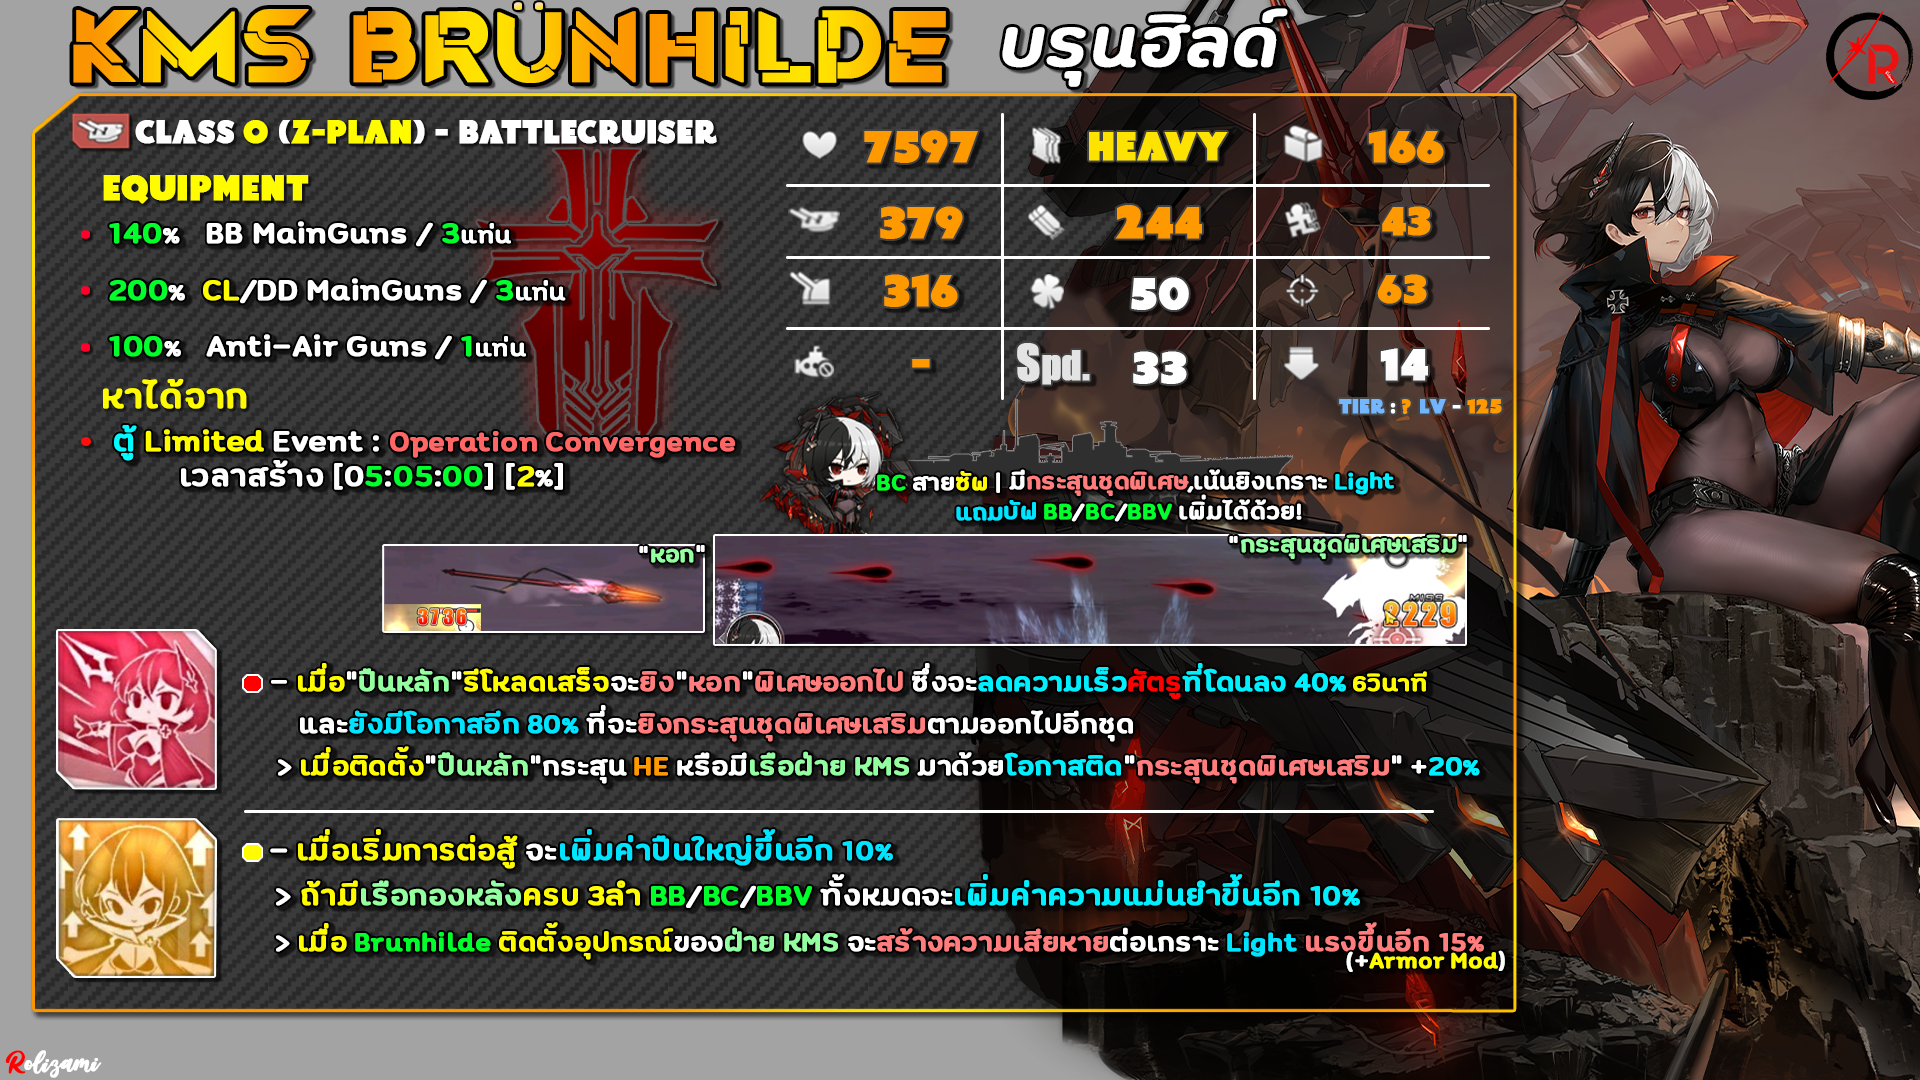 KMS BRÜNHILDE บรุนฮิลด์
CLASS O (Z-PLAN) - BATTLECRUISER
EQUIPMENT
• 140% BB MainGuns / 3แท่น
• 200% CL/DD MainGuns / 3แท่น
• 100% Anti-Air Guns / 1แท่น
หาได้จาก
• ตู้ Limited Event : Operation Convergence
เวลาสร้าง [05:05:00] [2%]
7597 HEAVY 166
379 244 43
316 50 63
- Spd. 33 14
TIER : ? LV - 125
BC สายซัพ | มีกระสุนชุดพิเศษ,เน้นยิงเกราะ Light
แถมบัฟ BB/BC/BBV เพิ่มได้ด้วย!
"หอก"
3736
"กระสุนชุดพิเศษเสริม"
MISS
2229
- เมื่อ"ปืนหลัก"รีโหลดเสร็จจะยิง"หอก"พิเศษออกไป ซึ่งจะลดความเร็วศัตรูที่โดนลง 40% 6วินาที
และยังมีโอกาสอีก 80% ที่จะยิงกระสุนชุดพิเศษเสริมตามออกไปอีกชุด
> เมื่อติดตั้ง"ปืนหลัก"กระสุน HE หรือมีเรือฝ่าย KMS มาด้วยโอกาสติด"กระสุนชุดพิเศษเสริม" +20%
- เมื่อเริ่มการต่อสู้ จะเพิ่มค่าปืนใหญ่ขึ้นอีก 10%
> ถ้ามีเรือกองหลังครบ 3ลำ BB/BC/BBV ทั้งหมดจะเพิ่มค่าความแม่นยำขึ้นอีก 10%
> เมื่อ Brunhilde ติดตั้งอุปกรณ์ของฝ่าย KMS จะสร้างความเสียหายต่อเกราะ Light แรงขึ้นอีก 15%
(+Armor Mod)
Rolizami